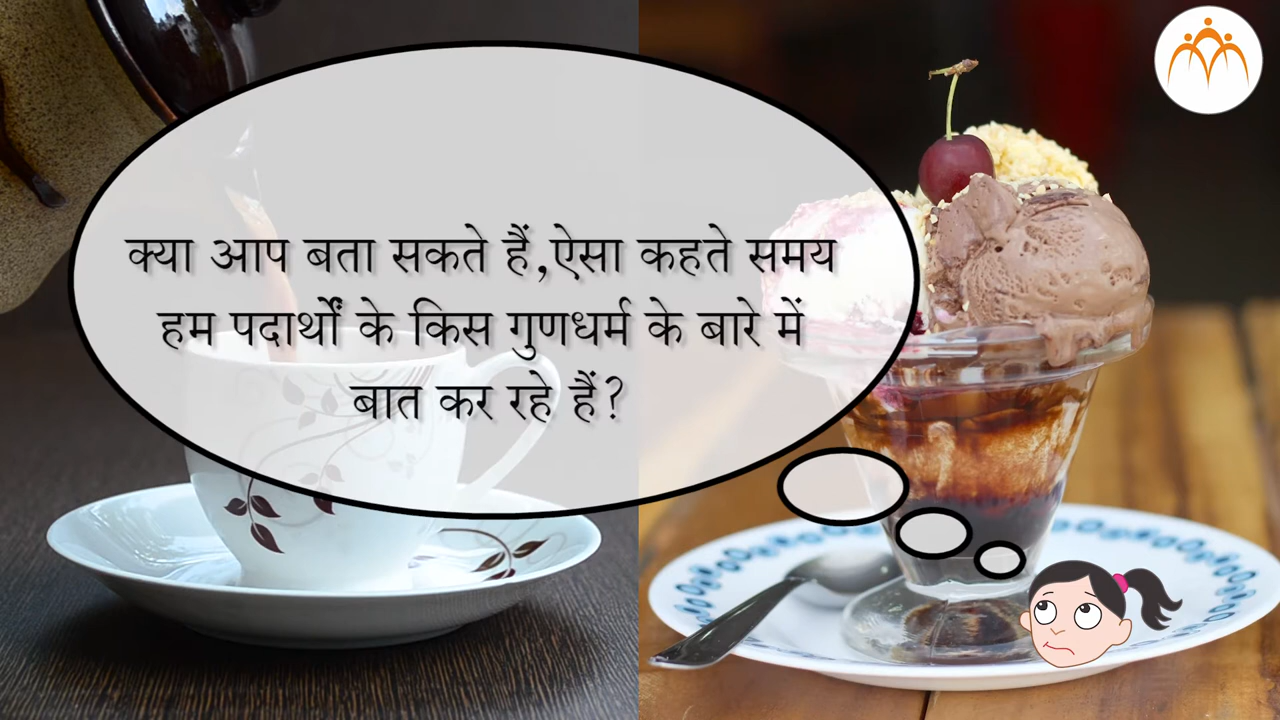 क्या आप बता सकते हैं,ऐसा कहते समय
हम पदार्थों के किस गुणधर्म के बारे में
बात कर रहे हैं?